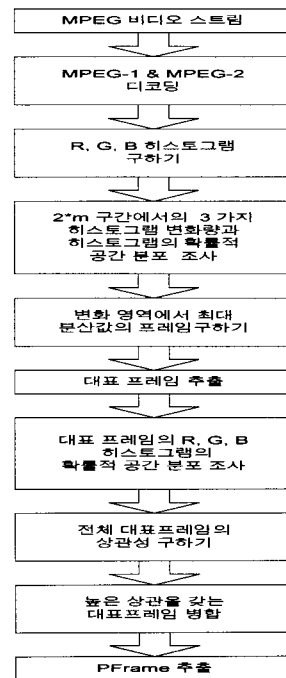 MPEG 비디오 스트림
MPEG-1 & MPEG-2
디코딩
R, G, B 히스토그램
구하기
2*m 구간에서의 3 가지
히스토그램 변화량과
히스토그램의 확률적
공간 분포 조사
변화 영역에서 최대
분산값의 프레임구하기
대표 프레임 추출
대표 프레임의 R, G, B
히스토그램의
확률적 공간 분포 조사
전체 대표프레임의
상관성 구하기
높은 상관을 갖는
대표프레임 병합
PFrame 추출